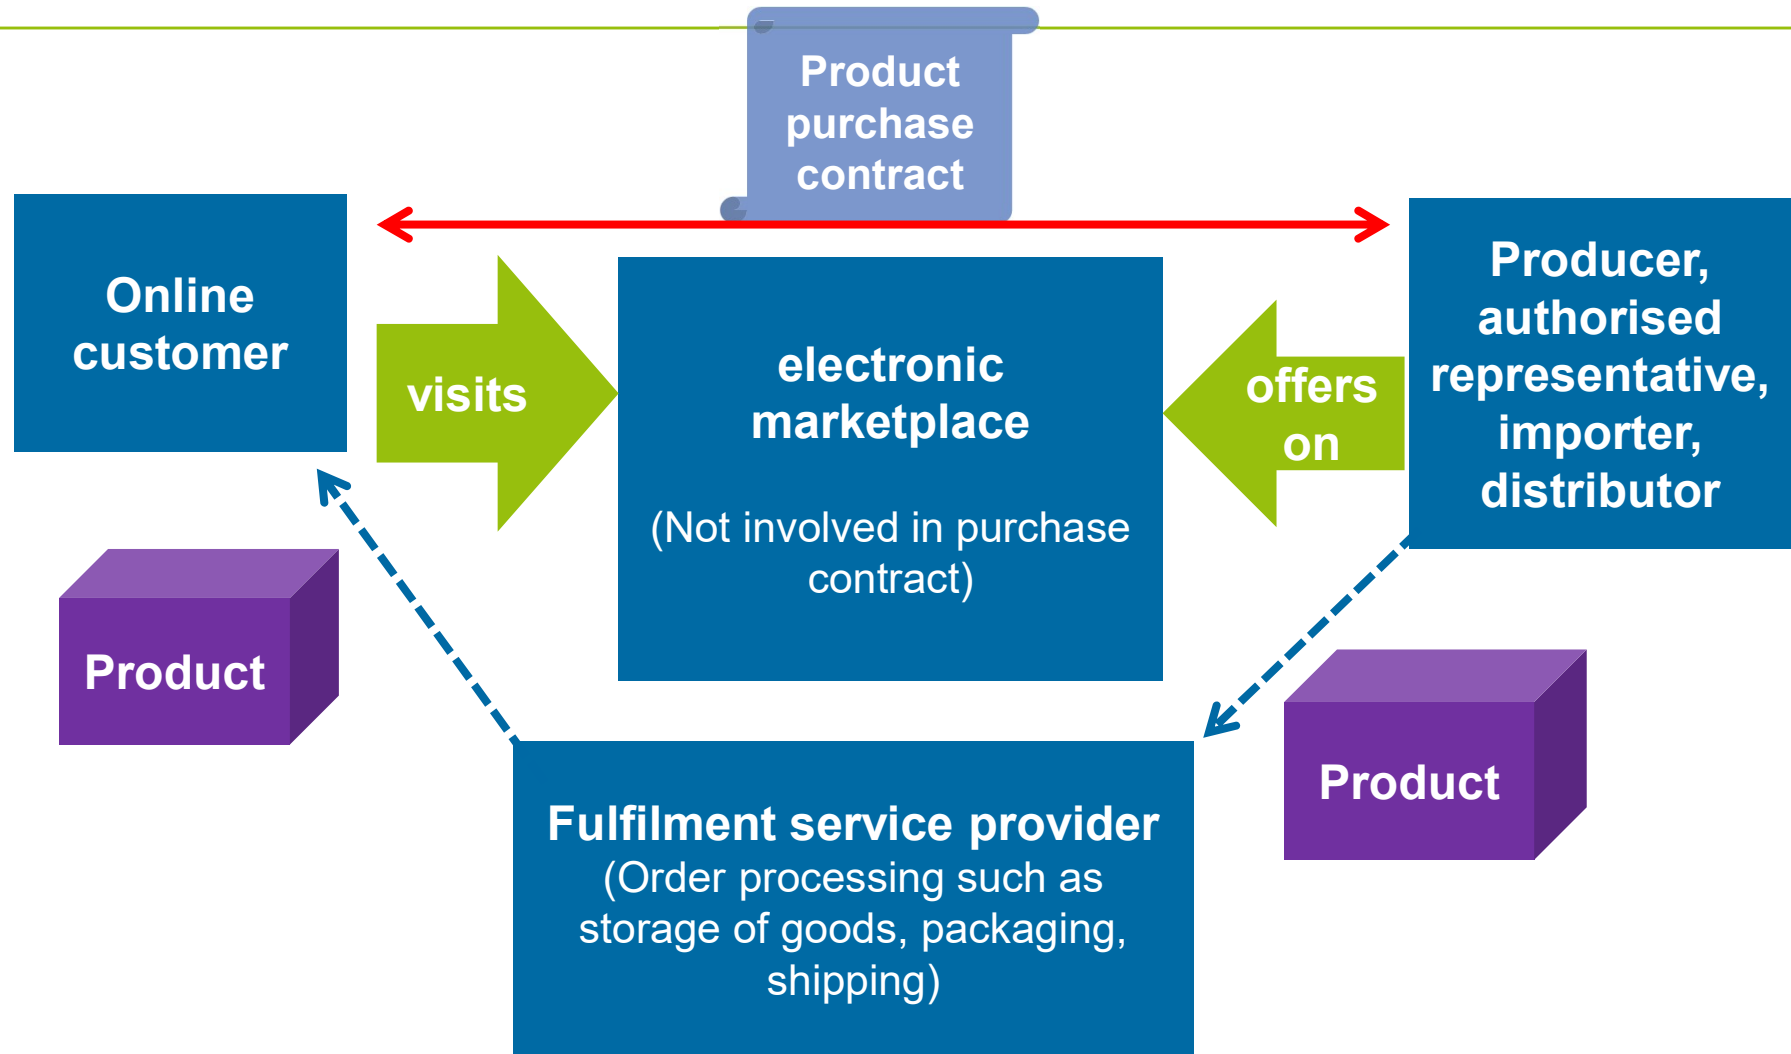 Product
purchase
contract
Online
customer
visits
electronic
marketplace
(Not involved in purchase
contract)
offers
on
Producer,
authorised
representative,
importer,
distributor
Product
Product
Fulfilment service provider
(Order processing such as
storage of goods, packaging,
shipping)